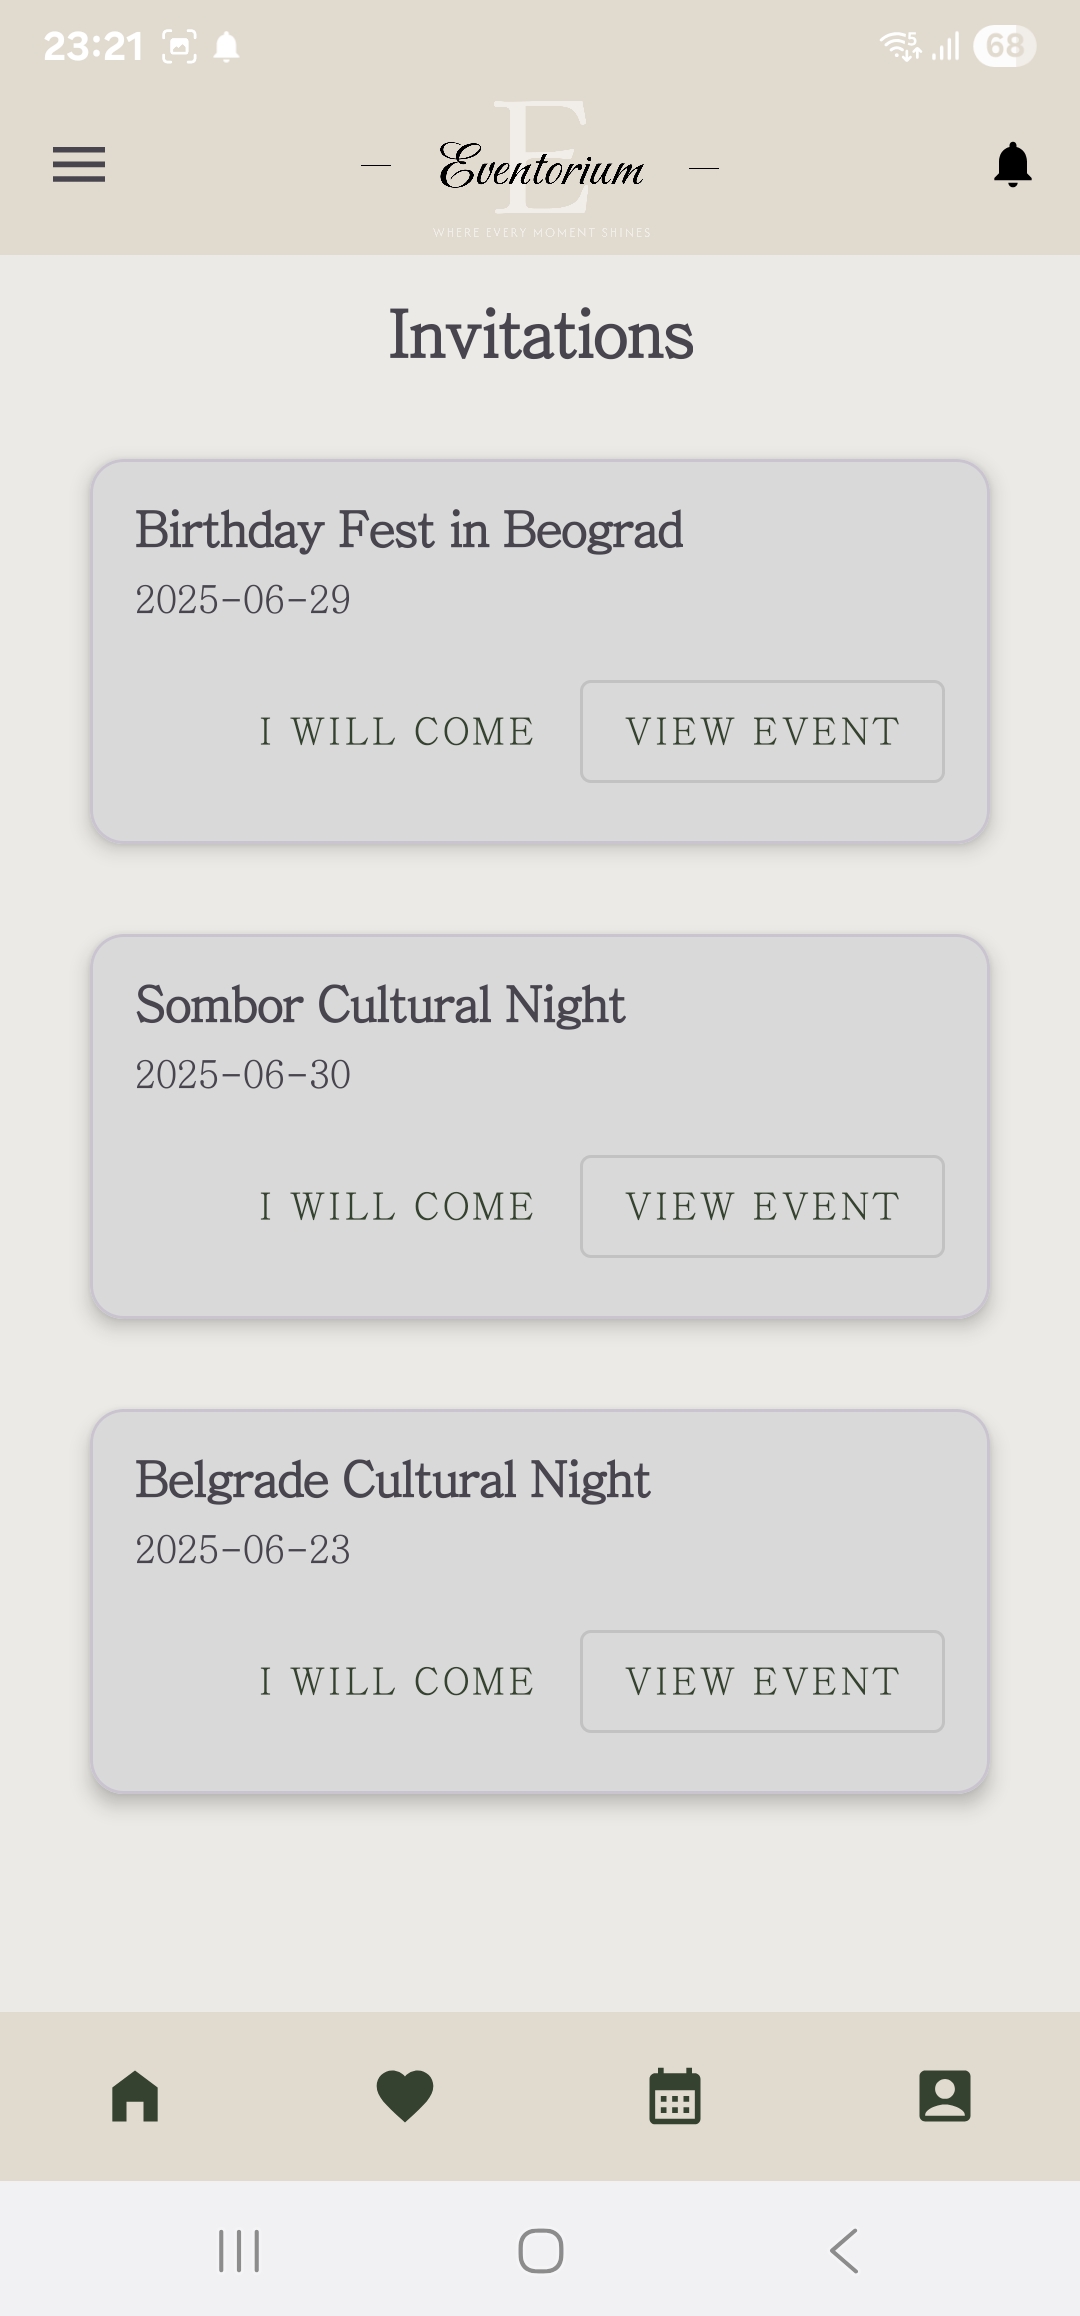 23:21
5
68
E
Eventorium
WHERE EVERY MOMENT SHINES
Invitations
Birthday Fest in Beograd
2025-06-29
I WILL COME
VIEW EVENT
Sombor Cultural Night
2025-06-30
I WILL COME
VIEW EVENT
Belgrade Cultural Night
2025-06-23
I WILL COME
VIEW EVENT